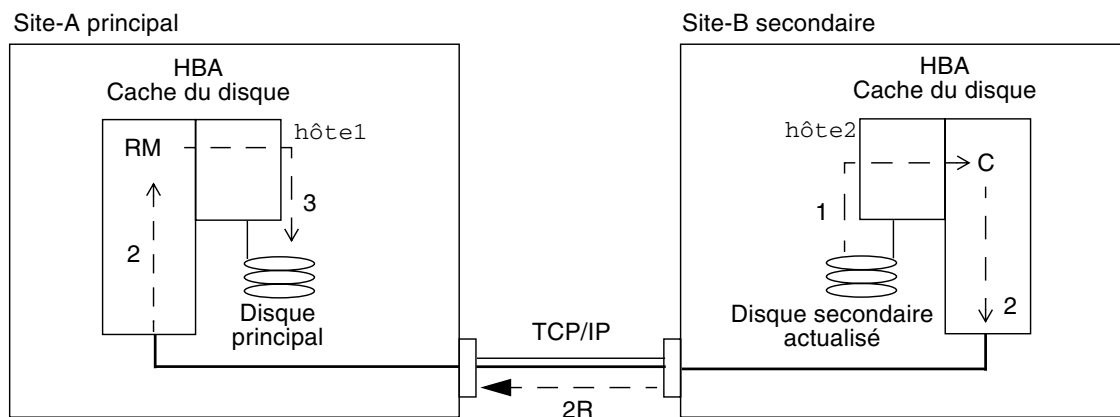 Site-A principal
Site-B secondaire
HBA
Cache du disque
hôte1
RM
3
2
Disque
principal
TCP/IP
2R
HBA
Cache du disque
hôte2
C
1
2
Disque secondaire
actualisé